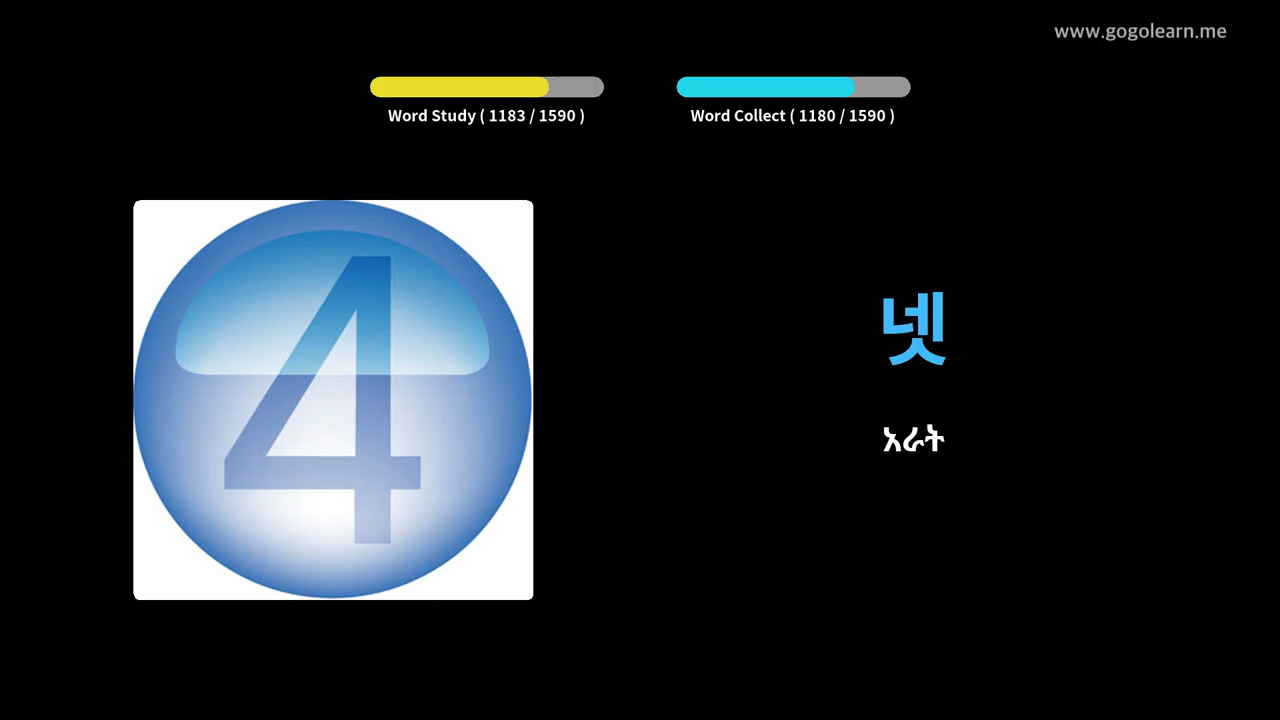 www.gogolearn.me
Word Study ( 1183 / 1590 )
Word Collect ( 1180 / 1590 )
4
넷
አራት